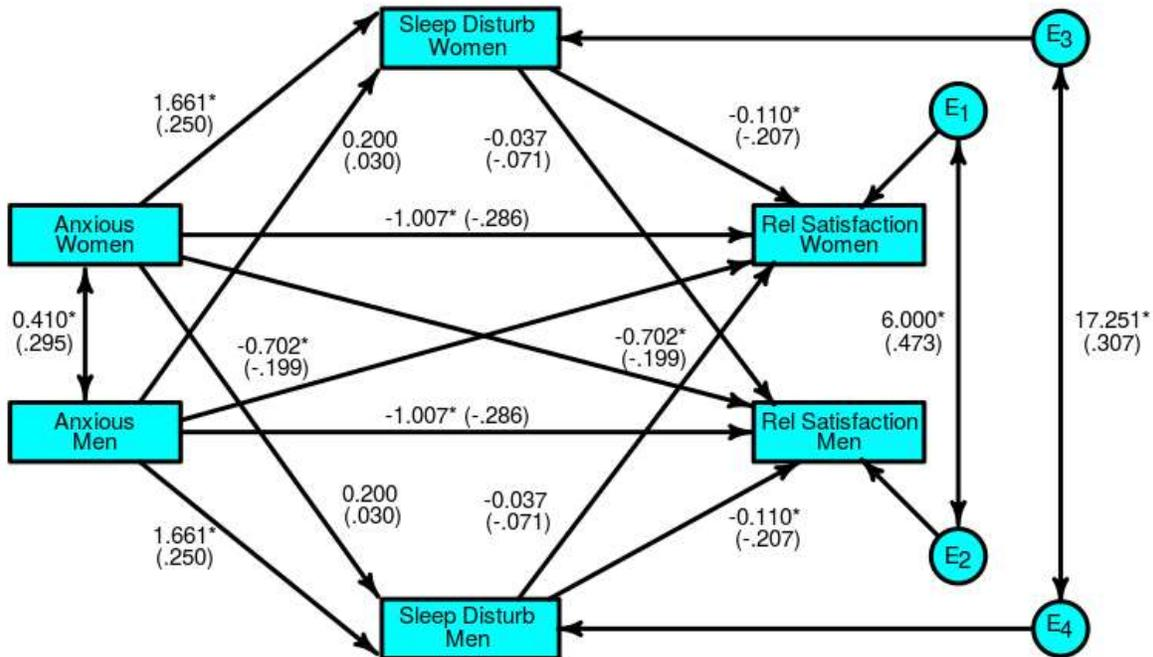 Sleep Disturb
Women
E3
1.661*
(.250)
0.200
(.030)
-0.037
(-.071)
-0.110*
(-.207)
E1
Anxious
Women
-1.007* (-.286)
Rel Satisfaction
Women
0.410*
(.295)
-0.702*
(-.199)
-0.702*
(-.199)
6.000*
(.473)
17.251*
(.307)
Anxious
Men
-1.007* (-.286)
Rel Satisfaction
Men
1.661*
(.250)
0.200
(.030)
-0.037
(-.071)
-0.110*
(-.207)
E2
Sleep Disturb
Men
E4